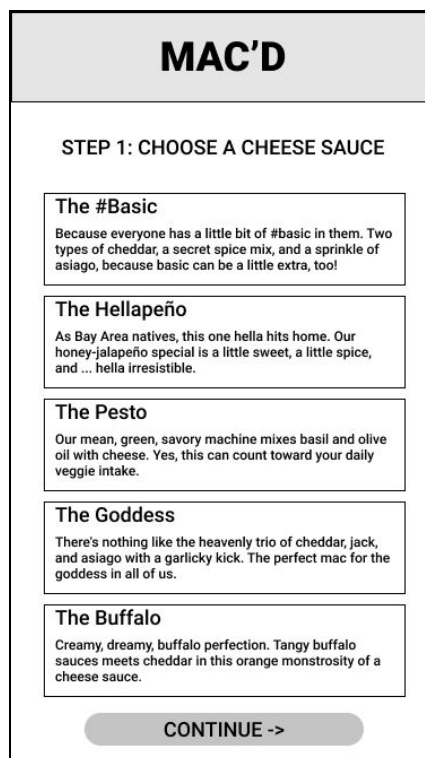 MAC’D
STEP 1: CHOOSE A CHEESE SAUCE
The #Basic
Because everyone has a little bit of #basic in them. Two
types of cheddar, a secret spice mix, and a sprinkle of
asiago, because basic can be a little extra, too!
The Hellapeño
As Bay Area natives, this one hella hits home. Our
honey-jalapeño special is a little sweet, a little spice,
and ... hella irresistible.
The Pesto
Our mean, green, savory machine mixes basil and olive
oil with cheese. Yes, this can count toward your daily
veggie intake.
The Goddess
There's nothing like the heavenly trio of cheddar, jack,
and asiago with a garlicky kick. The perfect mac for the
goddess in all of us.
The Buffalo
Creamy, dreamy, buffalo perfection. Tangy buffalo
sauces meets cheddar in this orange monstrosity of a
cheese sauce.
CONTINUE ->